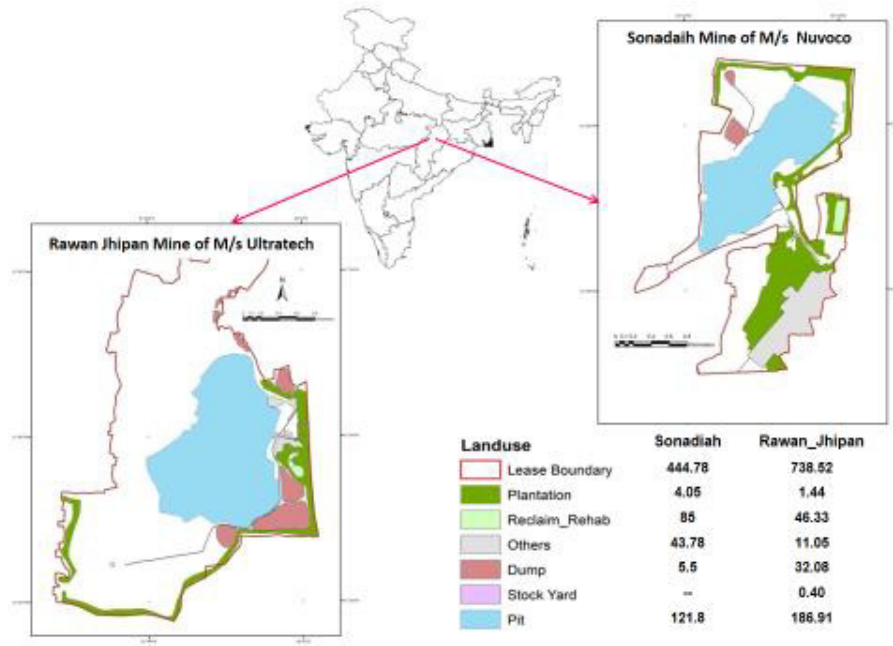 Sonadaih Mine of M/s Nuvoco
Rawan Jhipan Mine of M/s Ultratech
N
Landuse Sonadiah Rawan_Jhipan
Lease Boundary 444.78 738.52
Plantation 4.05 1.44
Reclaim_Rehab 85 46.33
Others 43.78 11.05
Dump 5.5 32.08
Stock Yard -- 0.40
Pit 121.8 186.91